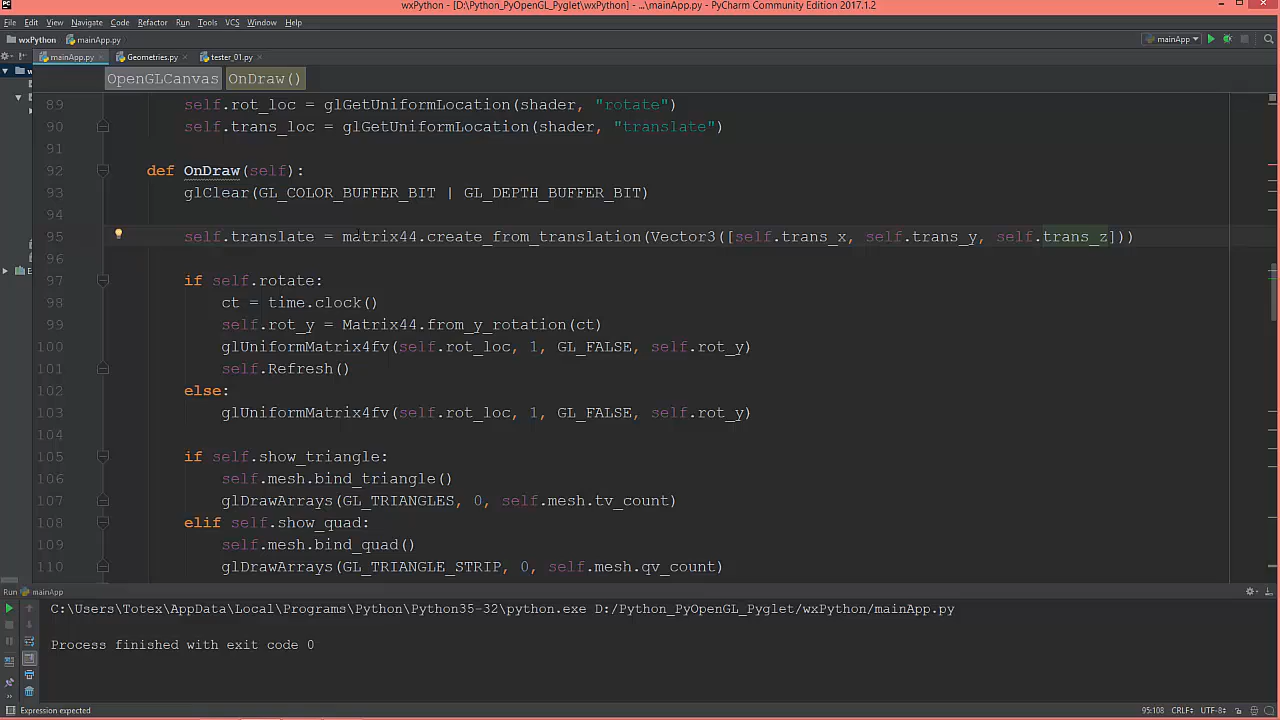 wxPython - [D:\Python_PyOpenGL_Pyglet\wxPython] - ...\mainApp.py - PyCharm Community Edition 2017.1.2
File Edit View Navigate Code Refactor Run Tools VCS Window Help
wxPython mainApp.py mainApp
mainApp.py Geometries.py tester_01.py
OpenGLCanvas OnDraw()
89 self.rot_loc = glGetUniformLocation(shader, "rotate")
90 self.trans_loc = glGetUniformLocation(shader, "translate")
91
92 def OnDraw(self):
93 glClear(GL_COLOR_BUFFER_BIT | GL_DEPTH_BUFFER_BIT)
94
95 self.translate = matrix44.create_from_translation(Vector3([self.trans_x, self.trans_y, self.trans_z]))
96
97 if self.rotate:
98 ct = time.clock()
99 self.rot_y = Matrix44.from_y_rotation(ct)
100 glUniformMatrix4fv(self.rot_loc, 1, GL_FALSE, self.rot_y)
101 self.Refresh()
102 else:
103 glUniformMatrix4fv(self.rot_loc, 1, GL_FALSE, self.rot_y)
104
105 if self.show_triangle:
106 self.mesh.bind_triangle()
107 glDrawArrays(GL_TRIANGLES, 0, self.mesh.tv_count)
108 elif self.show_quad:
109 self.mesh.bind_quad()
110 glDrawArrays(GL_TRIANGLE_STRIP, 0, self.mesh.qv_count)
Run mainApp
C:\Users\Totex\AppData\Local\Programs\Python\Python35-32\python.exe D:/Python_PyOpenGL_Pyglet/wxPython/mainApp.py
Process finished with exit code 0
Expression expected 95:108 CRLF UTF-8